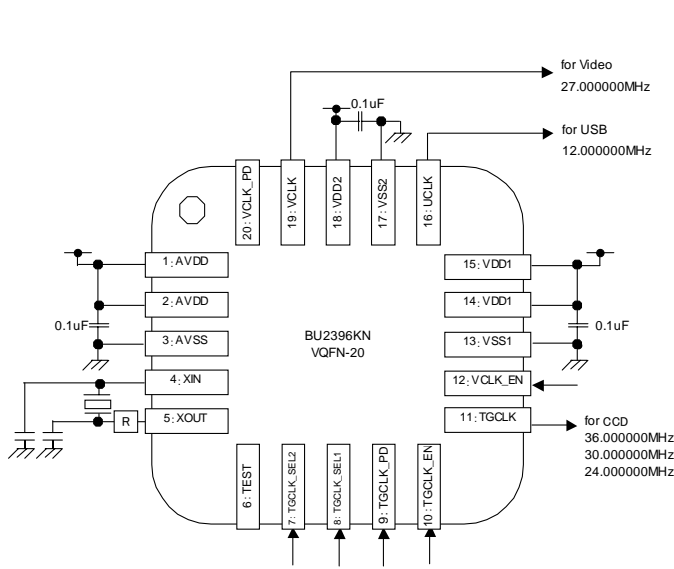 for Video
27.000000MHz
0.1uF
for USB
12.000000MHz
20: VCLK_PD
19: VCLK
18: VDD2
17: VSS2
16: UCLK
1: AVDD
15: VDD1
2: AVDD
14: VDD1
0.1uF
3: AVSS
BU2396KN
VQFN-20
13: VSS1
0.1uF
4: XIN
12: VCLK_EN
R
5: XOUT
11: TGCLK
for CCD
36.000000MHz
30.000000MHz
24.000000MHz
6: TEST
7: TGCLK_SEL2
8: TGCLK_SEL1
9: TGCLK_PD
10: TGCLK_EN